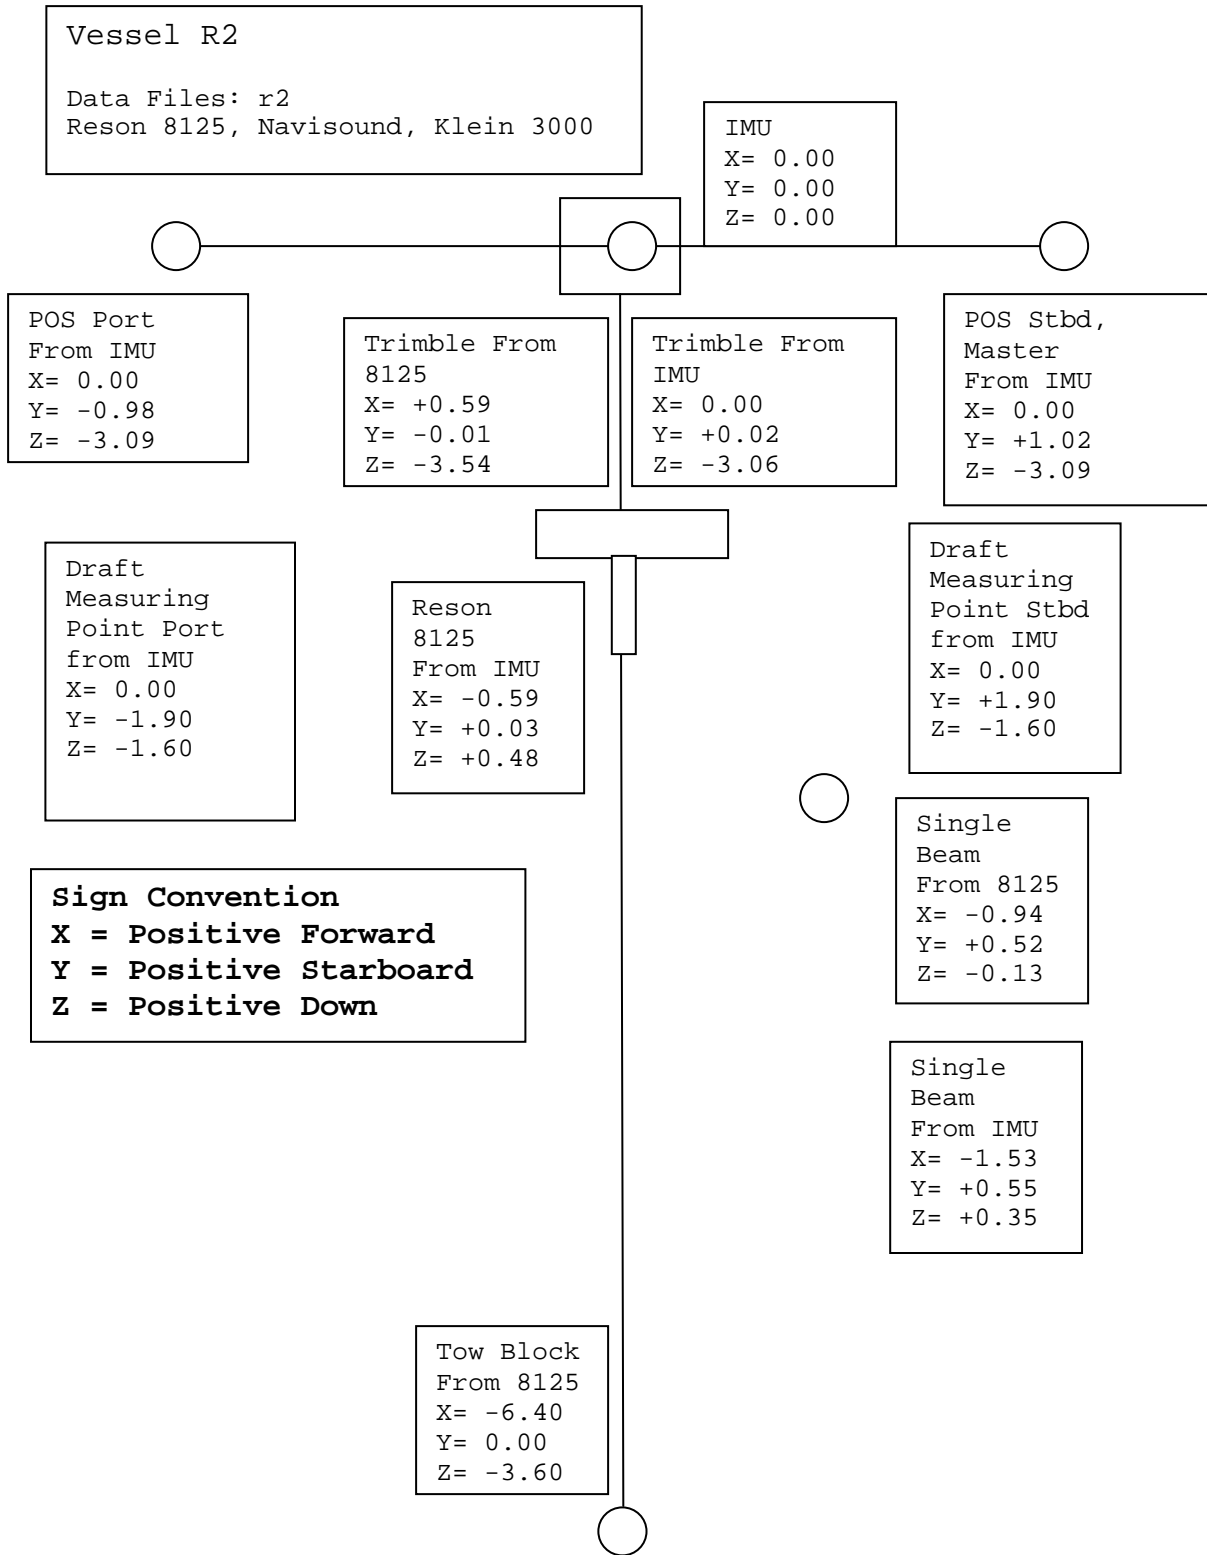 Vessel R2
Data Files: r2
Reson 8125, Navisound, Klein 3000
IMU
X= 0.00
Y= 0.00
Z= 0.00
POS Port
From IMU
X= 0.00
Y= -0.98
Z= -3.09
Trimble From
8125
X= +0.59
Y= -0.01
Z= -3.54
Trimble From
IMU
X= 0.00
Y= +0.02
Z= -3.06
POS Stbd,
Master
From IMU
X= 0.00
Y= +1.02
Z= -3.09
Draft
Measuring
Point Port
from IMU
X= 0.00
Y= -1.90
Z= -1.60
Reson
8125
From IMU
X= -0.59
Y= +0.03
Z= +0.48
Draft
Measuring
Point Stbd
from IMU
X= 0.00
Y= +1.90
Z= -1.60
Single
Beam
From 8125
X= -0.94
Y= +0.52
Z= -0.13
Sign Convention
X = Positive Forward
Y = Positive Starboard
Z = Positive Down
Single
Beam
From IMU
X= -1.53
Y= +0.55
Z= +0.35
Tow Block
From 8125
X= -6.40
Y= 0.00
Z= -3.60